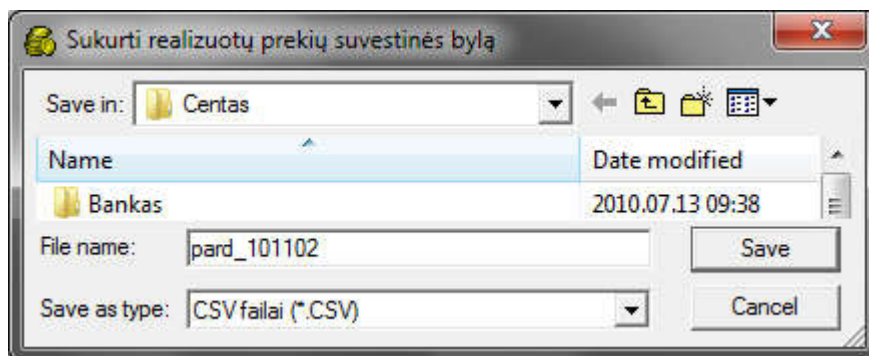 Sukurti realizuotų prekių suvestinės bylą
Save in: Centas
Name Date modified
Bankas 2010.07.13 09:38
File name: pard_101102 Save
Save as type: CSV failai (*.CSV) Cancel